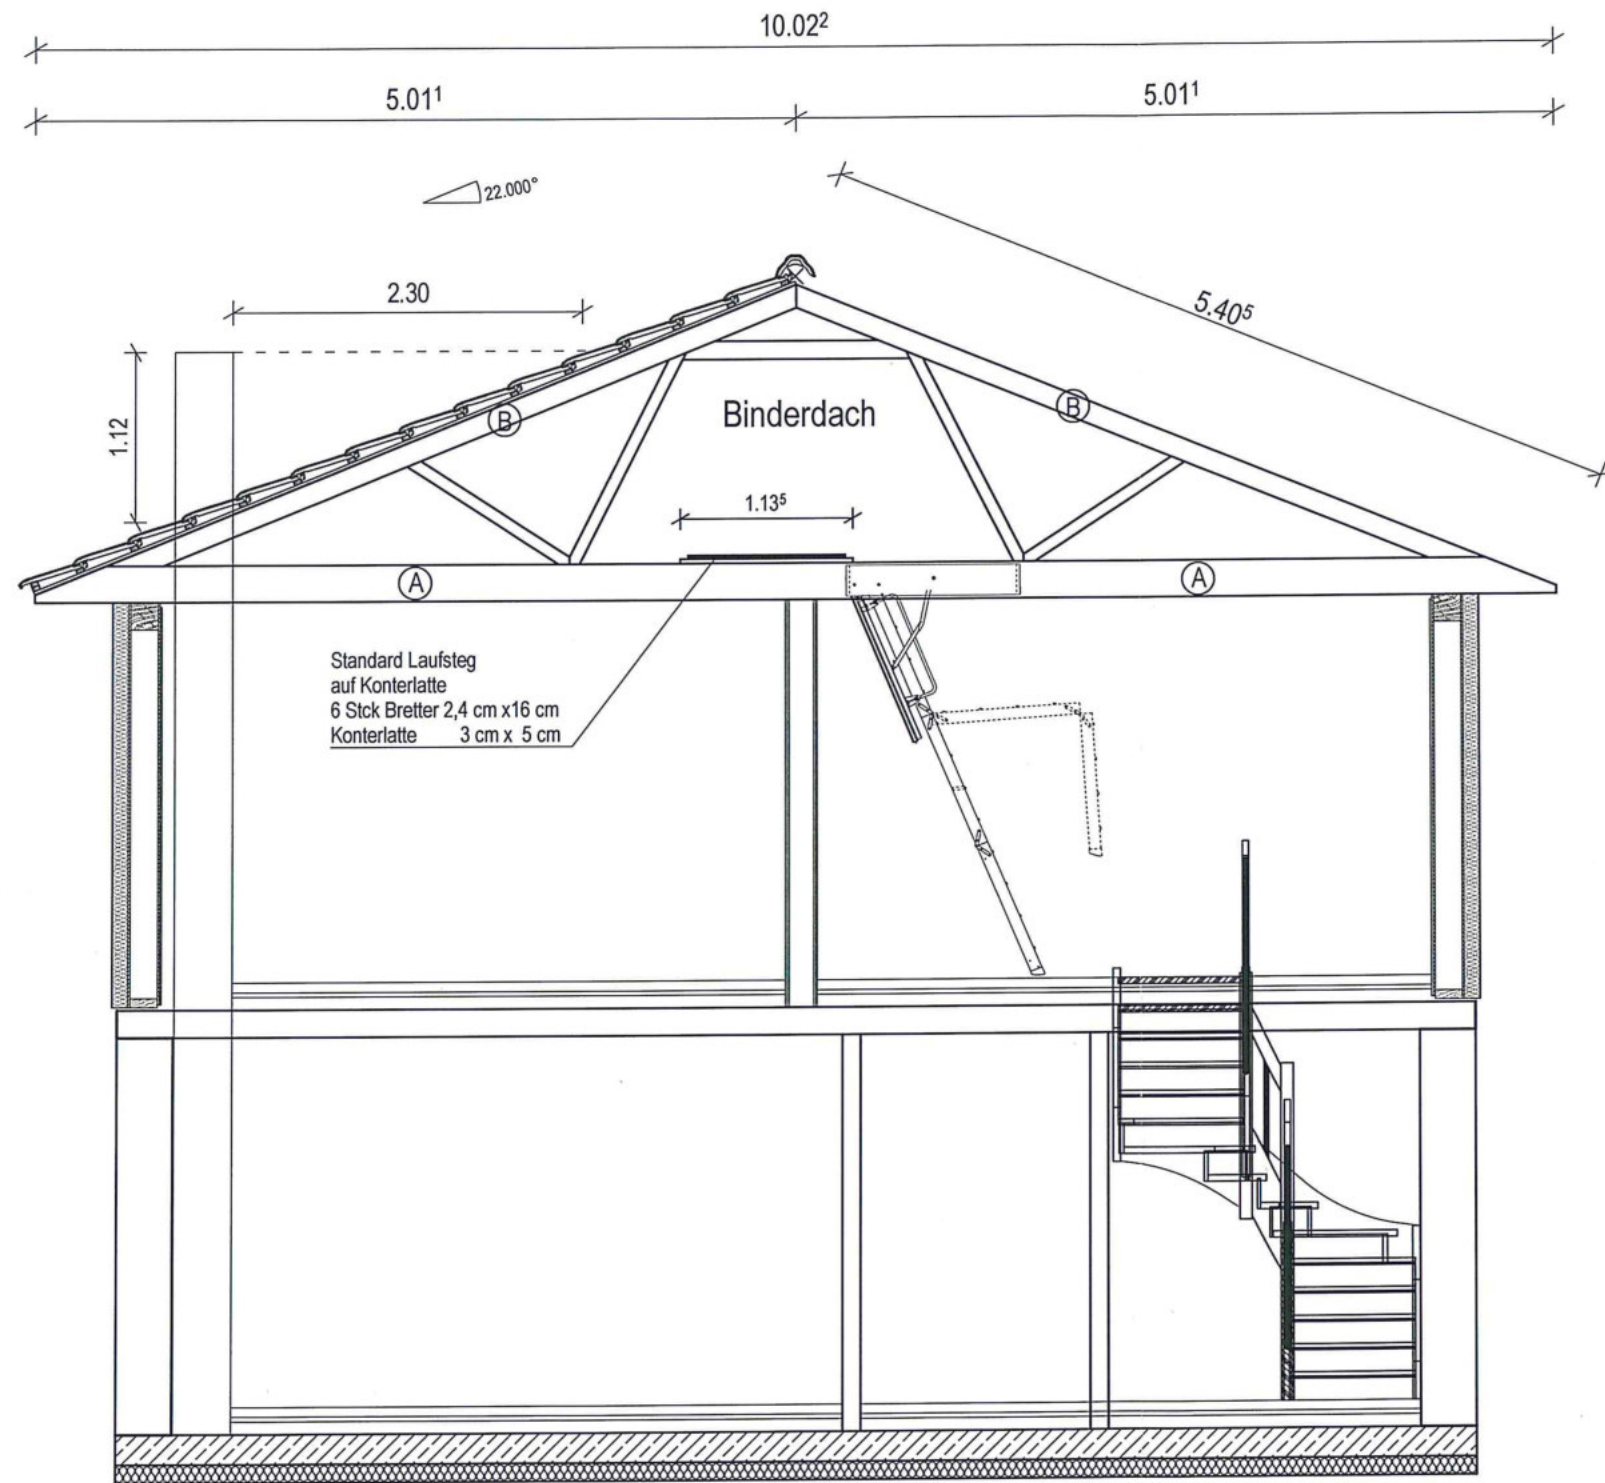 10.02²
5.01¹
5.01¹
22.000°
5.40⁵
2.30
1.12
B
B
Binderdach
1.13⁵
A
A
Standard Laufsteg
auf Konterlatte
6 Stck Bretter 2,4 cm x16 cm
Konterlatte 3 cm x 5 cm